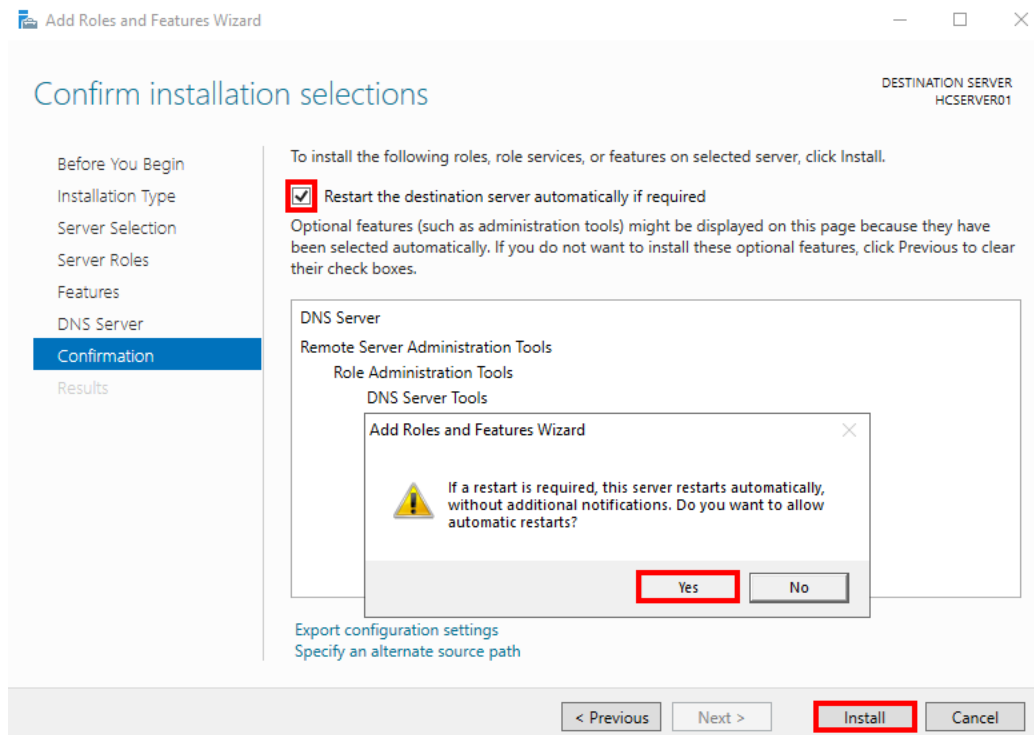 Add Roles and Features Wizard
Confirm installation selections
DESTINATION SERVER
HCSERVER01
Before You Begin
Installation Type
Server Selection
Server Roles
Features
DNS Server
Confirmation
Results
To install the following roles, role services, or features on selected server, click Install.
Restart the destination server automatically if required
Optional features (such as administration tools) might be displayed on this page because they have
been selected automatically. If you do not want to install these optional features, click Previous to clear
their check boxes.
DNS Server
Remote Server Administration Tools
Role Administration Tools
DNS Server Tools
Add Roles and Features Wizard
If a restart is required, this server restarts automatically,
without additional notifications. Do you want to allow
automatic restarts?
Yes
No
Export configuration settings
Specify an alternate source path
< Previous
Next >
Install
Cancel